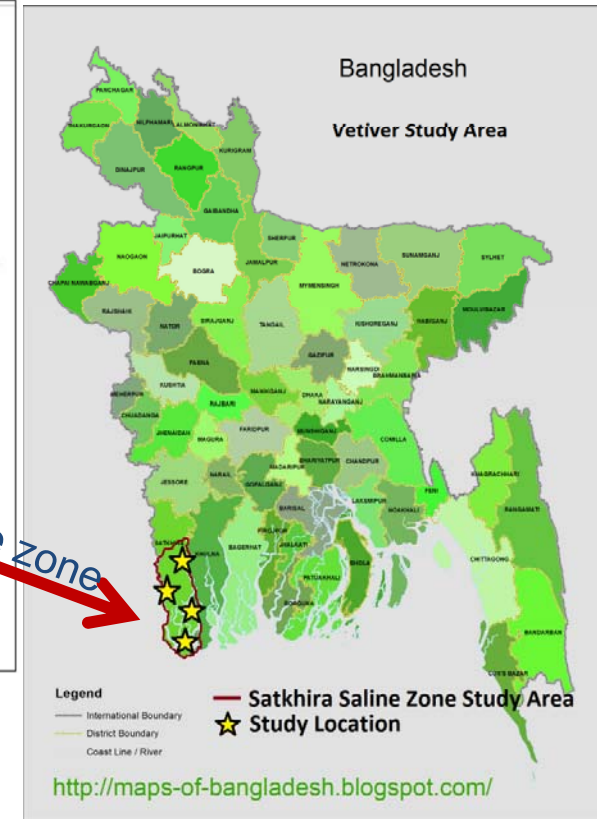 Bangladesh
Vetiver Study Area
PANCHAGAR
NILPHAMARI
LALMONIRHAT
THAKURGAON
KURIGRAM
RANGPUR
DINAJPUR
GAIBANDHA
JAIPURHAT
SHERPUR
NETROKONA
SUNAMGANJ
SYLHET
NAOGAON
BOGRA
JAMALPUR
MYMENSINGH
CHAPAI NAWABGANJ
RAJSHAHI
MOULVIBAZAR
HABIGANJ
NATOR
SIRAJGANJ
TANGAIL
KISHOREGANJ
GAZIPUR
PABNA
NARSINGDI
BRAHMANBARIA
KUSHTIA
MANIKGANJ
DHAKA
MEHERPUR
RAJBARI
NARAYANGANJ
CHUADANGA
JHENAIDAH
MAGURA
FARIDPUR
MUNSHIGANJ
COMILLA
MADARIPUR
SHARIYATPUR
CHANDPUR
KHAGRACHHARI
JESSORE
NARAIL
GOPALGANJ
LAKSMIPUR
FENI
NOAKHALI
RANGAMATI
BARISAL
SATKHIRA
KHULNA
BAGERHAT
PIROJPUR
JHALKATI
BHOLA
CHITTAGONG
PATUAKHALI
BORGUNA
BANDARBAN
COX'S BAZAR
zone
Legend
International Boundary
District Boundary
Coast Line / River
Satkhira Saline Zone Study Area
Study Location
http://maps-of-bangladesh.blogspot.com/